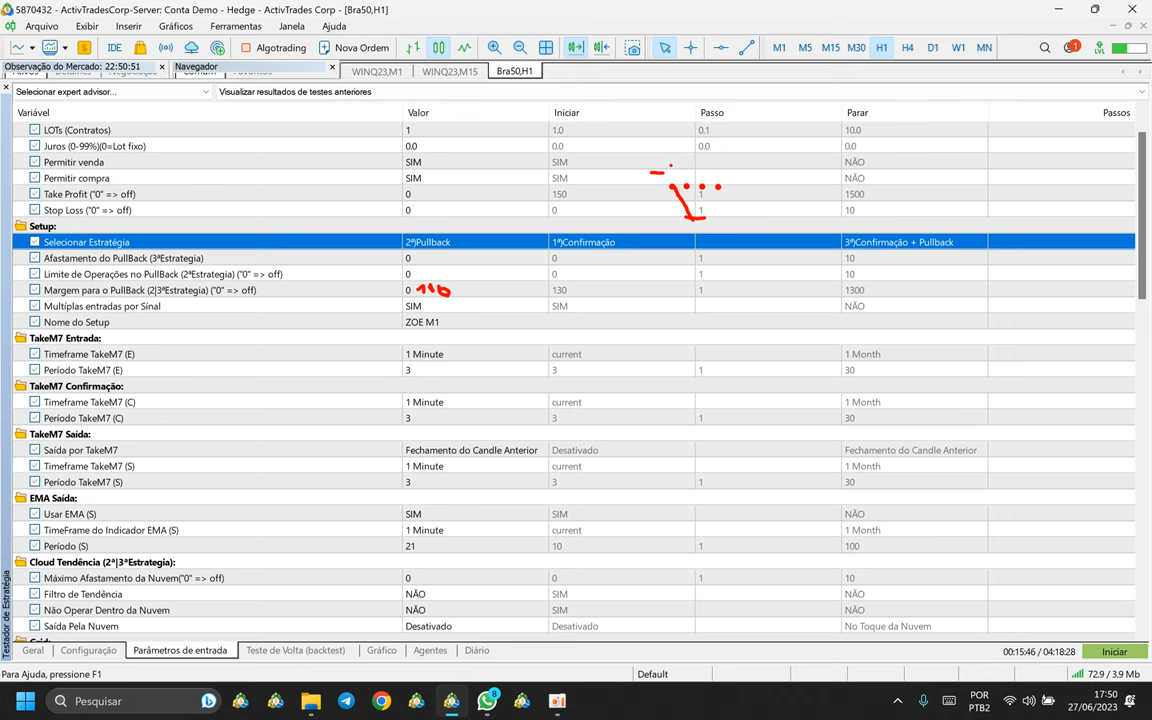 5870432 - ActivTradesCorp-Server: Conta Demo - Hedge - ActivTrades Corp - [Bra50,H1]
Arquivo Exibir Inserir Gráficos Ferramentas Janela Ajuda
IDE Algotrading Nova Ordem M1 M5 M15 M30 H1 H4 D1 W1 MN 1 LVL
Observação do Mercado: 22:50:51 Navegador WINQ23,M1 WINQ23,M15 Bra50,H1
Selecionar expert advisor... Visualizar resultados de testes anteriores
Variável Valor Iniciar Passo Parar Passos
LOTs (Contratos) 1 1.0 0.1 10.0
Juros (0-99%)(0=Lot fixo) 0.0 0.0 0.0 0.0
Permitir venda SIM SIM NÃO
Permitir compra SIM SIM NÃO
Take Profit ("0" => off) 0 150 1 1500
Stop Loss ("0" => off) 0 0 1 10
Setup:
Selecionar Estratégia 2ª)Pullback 1ª)Confirmação 3ª)Confirmação + Pullback
Afastamento do PullBack (3ªEstrategia) 0 0 1 10
Limite de Operações no PullBack (2ªEstrategia) ("0" => off) 0 0 1 10
Margem para o PullBack (2|3ªEstrategia) ("0" => off) 0 130 1 1300
Multíplas entradas por Sínal SIM SIM NÃO
Nome do Setup ZOE M1
TakeM7 Entrada:
Timeframe TakeM7 (E) 1 Minute current 1 Month
Período TakeM7 (E) 3 3 1 30
TakeM7 Confirmação:
Timeframe TakeM7 (C) 1 Minute current 1 Month
Período TakeM7 (C) 3 3 1 30
TakeM7 Saída:
Saída por TakeM7 Fechamento do Candle Anterior Desativado Fechamento do Candle Anterior
Timeframe TakeM7 (S) 1 Minute current 1 Month
Período TakeM7 (S) 3 3 1 30
EMA Saída:
Usar EMA (S) SIM SIM NÃO
TimeFrame do Indicador EMA (S) 1 Minute current 1 Month
Período (S) 21 10 1 100
Cloud Tendência (2ª|3ªEstrategia):
Máximo Afastamento da Nuvem("0" => off) 0 0 1 10
Filtro de Tendência NÃO SIM NÃO
Não Operar Dentro da Nuvem NÃO SIM NÃO
Saída Pela Nuvem Desativado Desativado No Toque da Nuvem
Testador de Estratégia
Geral Configuração Parâmetros de entrada Teste de Volta (backtest) Gráfico Agentes Diário 00:15:46 / 04:18:28 Iniciar
Para Ajuda, pressione F1 Default 72.9 / 3.9 Mb
Pesquisar 8 POR PTB2 17:50 27/06/2023